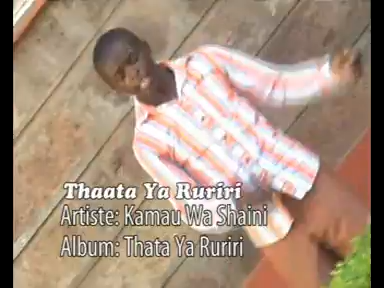 Thaata Ya Ruriri
Artiste: Kamau Wa Shaini
Album: Thata Ya Ruriri